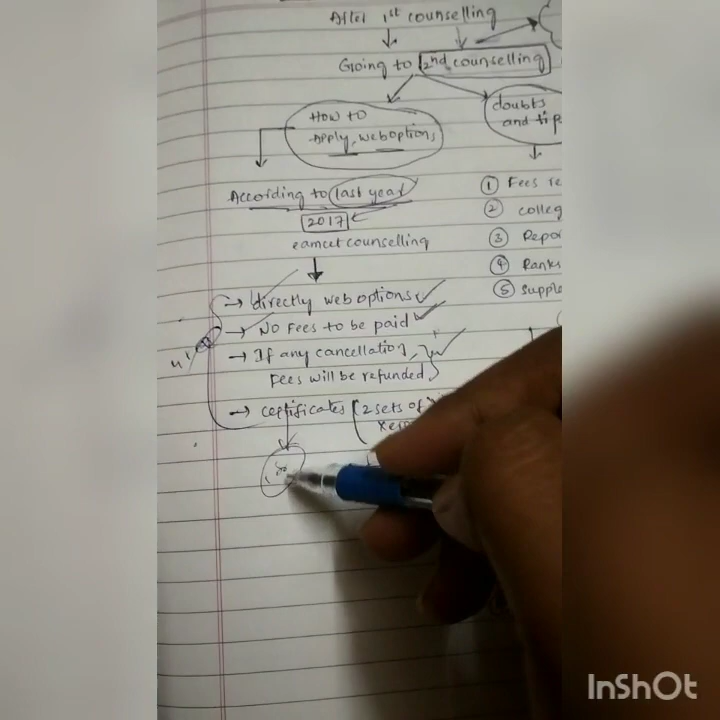 After 1st counselling
Going to 2nd counselling
How to
Apply, weboptions
doubts
and tip
According to last year
2017
eamcet counselling
→ directly web options ✓
→ No Fees to be paid ✓
→ If any cancellation,
Fees will be refunded
→ certificates (2 sets of
① Fees re
② colleg
③ Repo
④ Ranks
⑤ Supple
InShOt